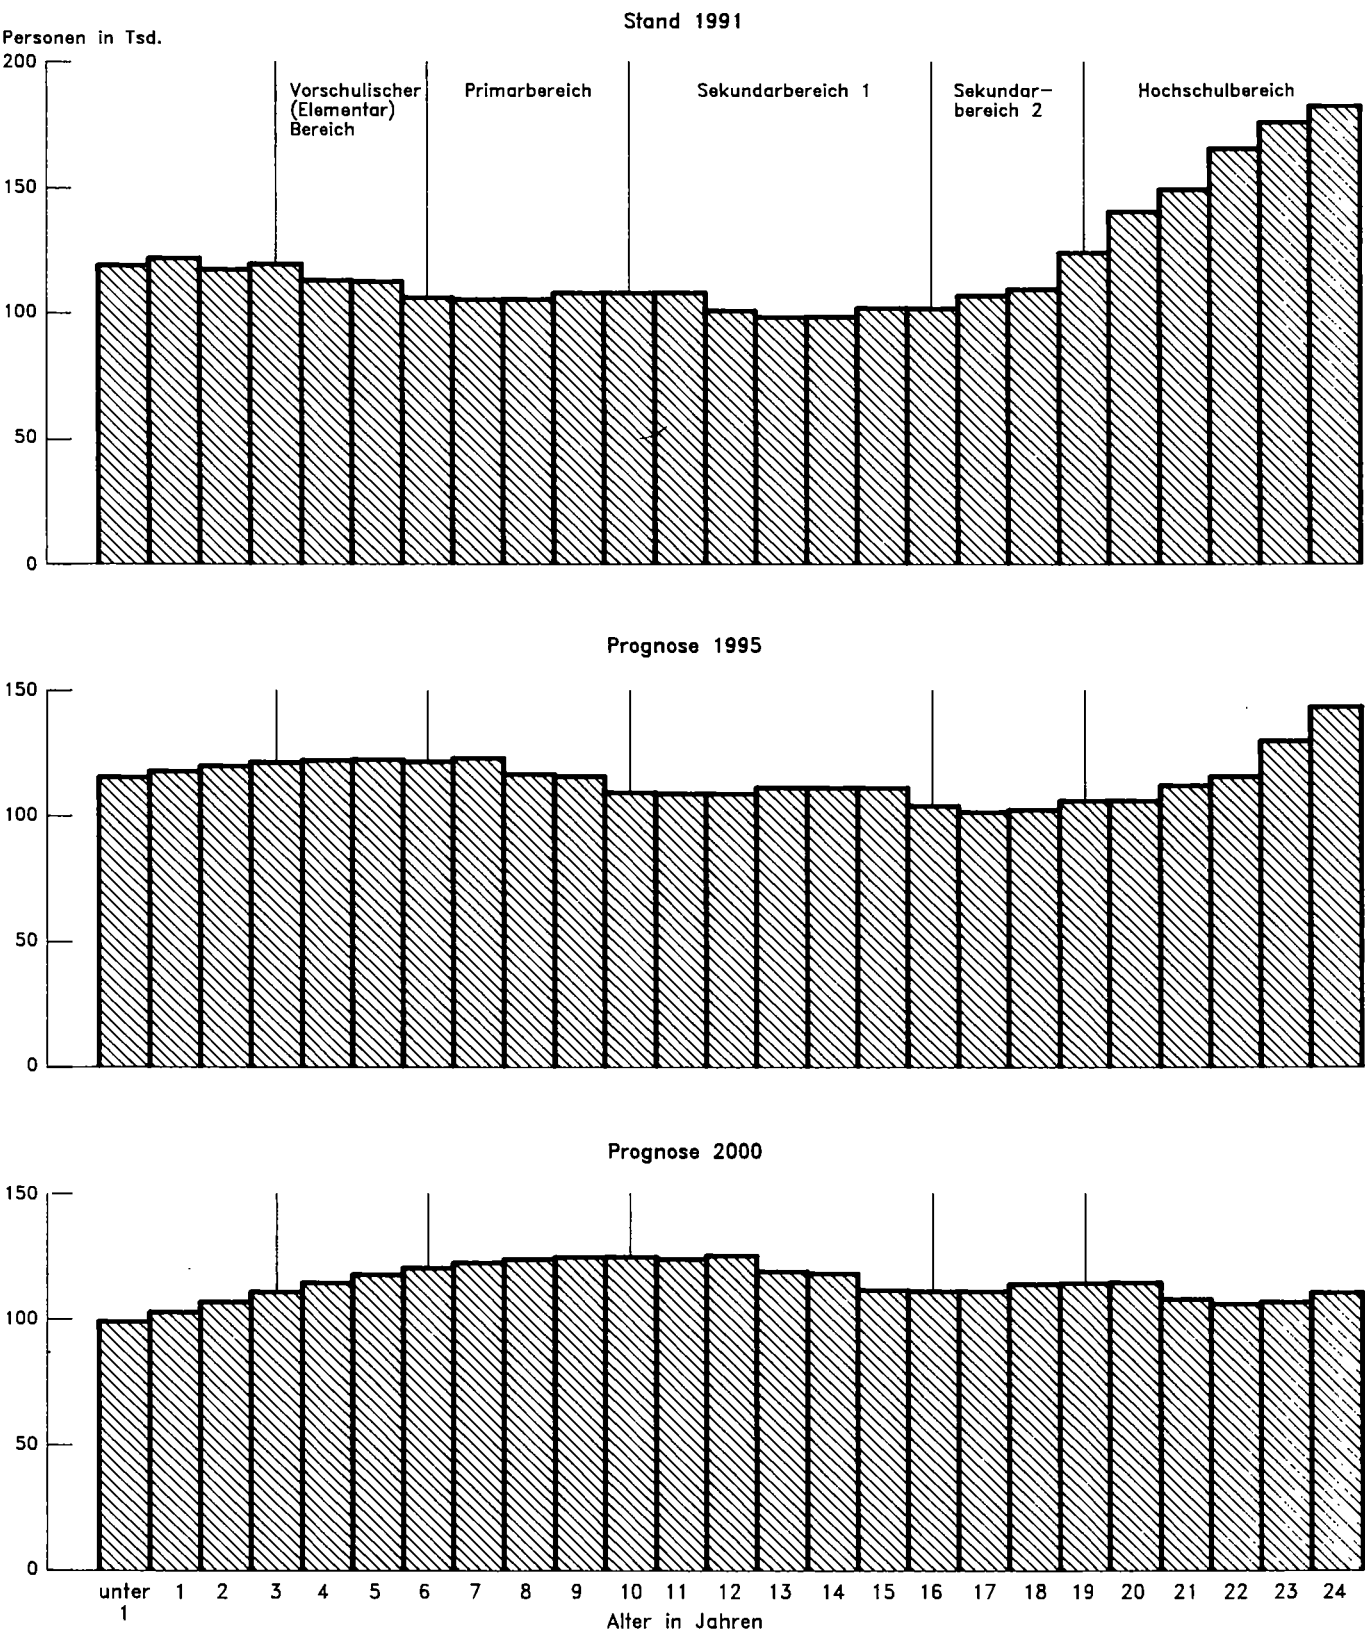 Stand 1991
Personen in Tsd.
200
Vorschulischer
(Elementar)
Bereich
Primarbereich
Sekundarbereich 1
Sekundar–
bereich 2
Hochschulbereich
150
100
50
0
Prognose 1995
150
100
50
0
Prognose 2000
150
100
50
0
unter
1
1 2 3 4 5 6 7 8 9 10 11 12 13 14 15 16 17 18 19 20 21 22 23 24
Alter in Jahren